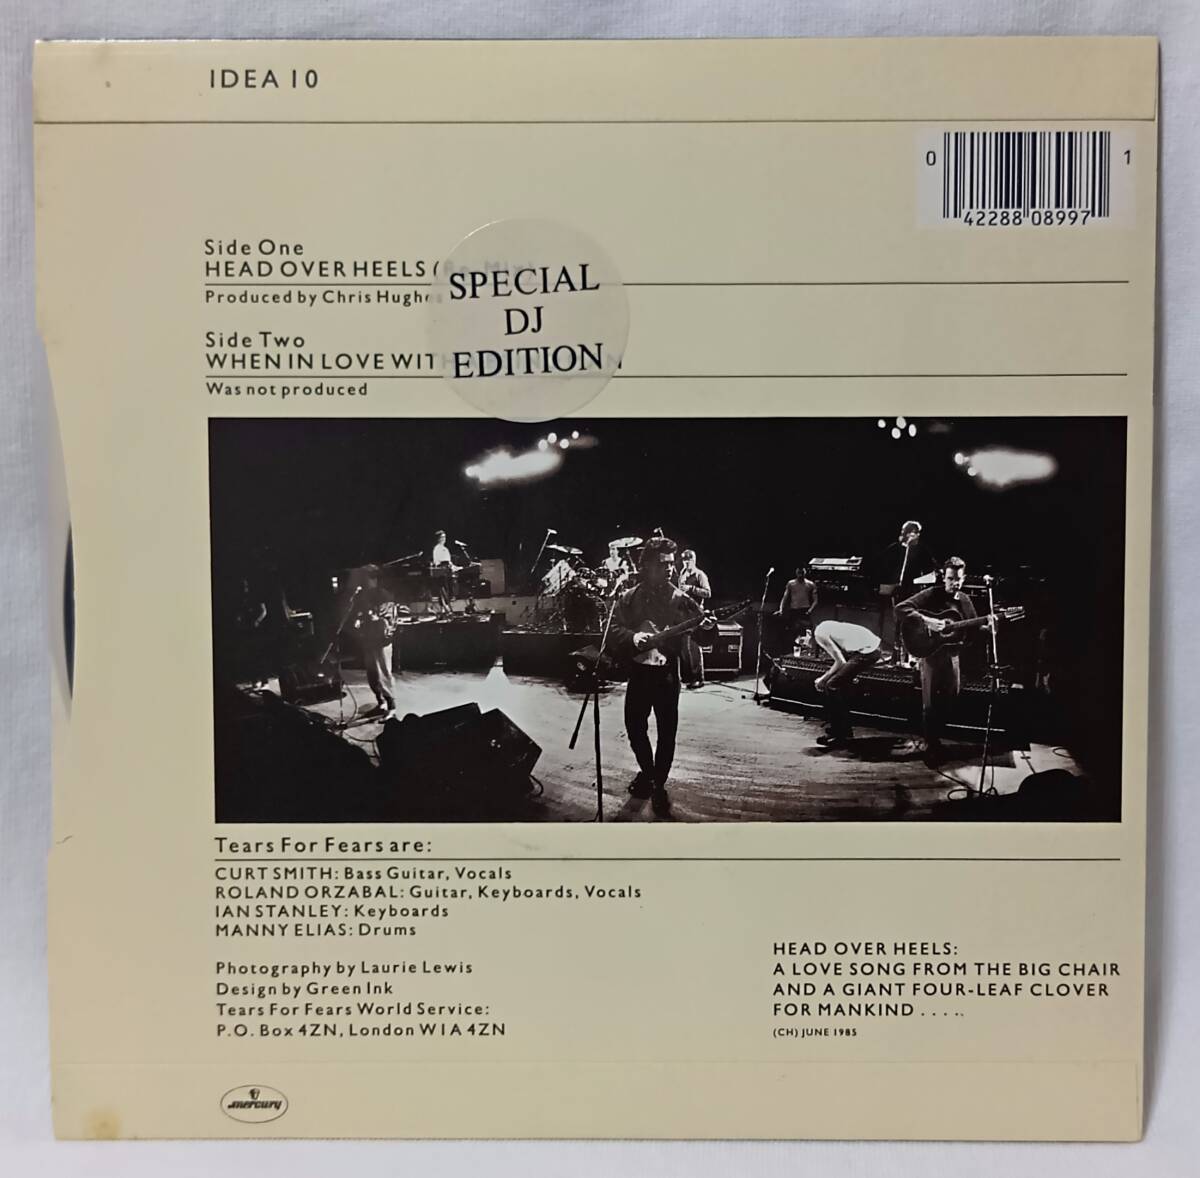 IDEA 10
0 42288 08997 1
Side One
HEAD OVER HEELS (
Produced by Chris Hughes
SPECIAL
DJ
EDITION
Side Two
WHEN IN LOVE WITH
Was not produced
Tears For Fears are:
CURT SMITH: Bass Guitar, Vocals
ROLAND ORZABAL: Guitar, Keyboards, Vocals
IAN STANLEY: Keyboards
MANNY ELIAS: Drums
Photography by Laurie Lewis
Design by Green Ink
Tears For Fears World Service:
P.O. Box 4ZN, London W1A 4ZN
HEAD OVER HEELS:
A LOVE SONG FROM THE BIG CHAIR
AND A GIANT FOUR-LEAF CLOVER
FOR MANKIND . . . ..
(CH) JUNE 1985
mercury